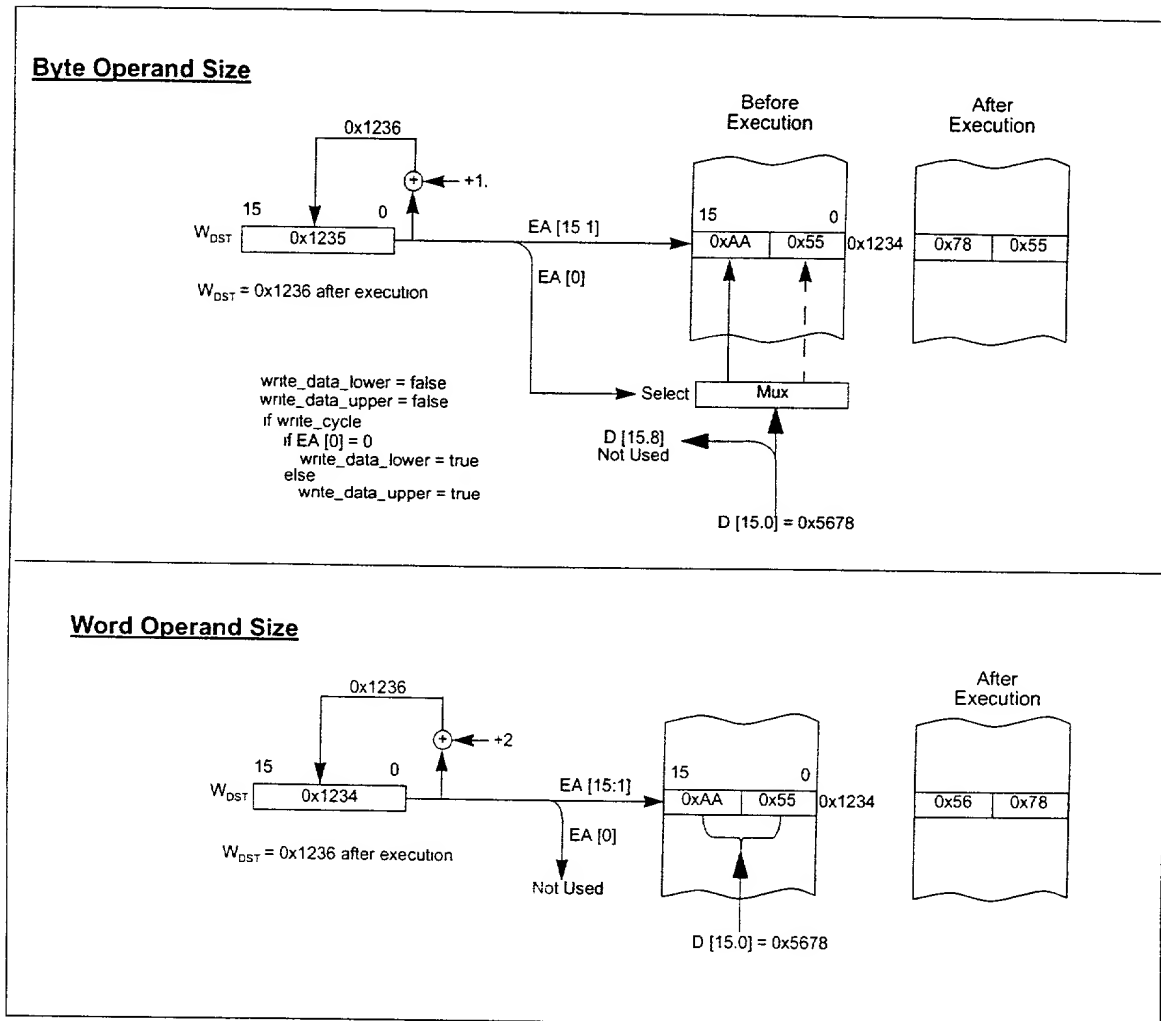 Byte Operand Size
Before
Execution
After
Execution
0x1236
+1.
15 0
W_DST 0x1235
EA [15 1]
15 0
0xAA 0x55 0x1234
0x78 0x55
EA [0]
W_DST = 0x1236 after execution
write_data_lower = false
write_data_upper = false
if write_cycle
if EA [0] = 0
write_data_lower = true
else
write_data_upper = true
Select
Mux
D [15.8]
Not Used
D [15.0] = 0x5678
Word Operand Size
After
Execution
0x1236
+2
15 0
W_DST 0x1234
EA [15:1]
15 0
0xAA 0x55 0x1234
0x56 0x78
EA [0]
W_DST = 0x1236 after execution
Not Used
D [15.0] = 0x5678